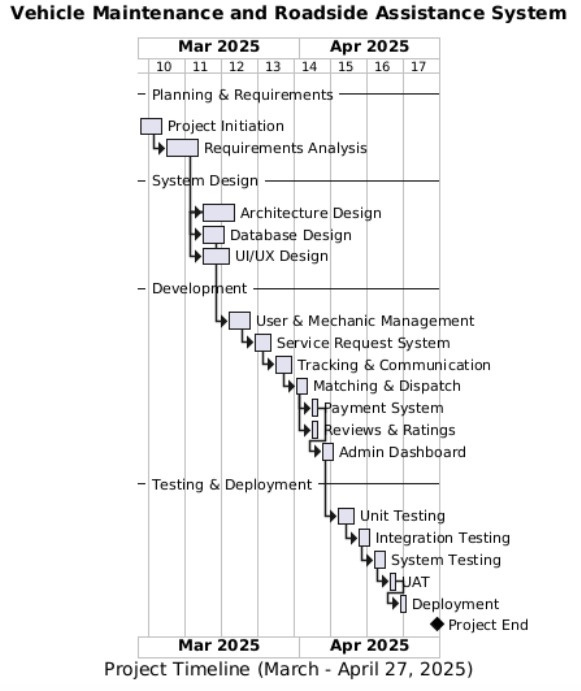 Vehicle Maintenance and Roadside Assistance System
Mar 2025 Apr 2025
10 11 12 13 14 15 16 17
Planning & Requirements
Project Initiation
Requirements Analysis
System Design
Architecture Design
Database Design
UI/UX Design
Development
User & Mechanic Management
Service Request System
Tracking & Communication
Matching & Dispatch
Payment System
Reviews & Ratings
Admin Dashboard
Testing & Deployment
Unit Testing
Integration Testing
System Testing
UAT
Deployment
Project End
Mar 2025 Apr 2025
Project Timeline (March - April 27, 2025)